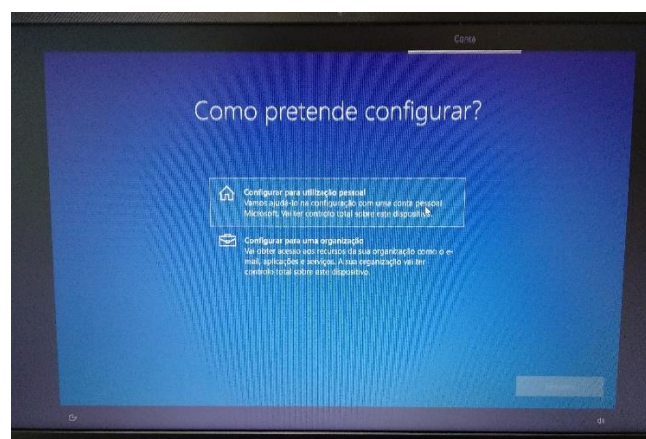 Conta
Como pretende configurar?
Configurar para utilização pessoal
Vamos ajudá-lo na configuração com uma conta pessoal
Microsoft. Vai ter controlo total sobre este dispositivo.
Configurar para uma organização
Vai obter acesso aos recursos da sua organização como o e-
mail, aplicações e serviços. A sua organização vai ter
controlo total sobre este dispositivo.